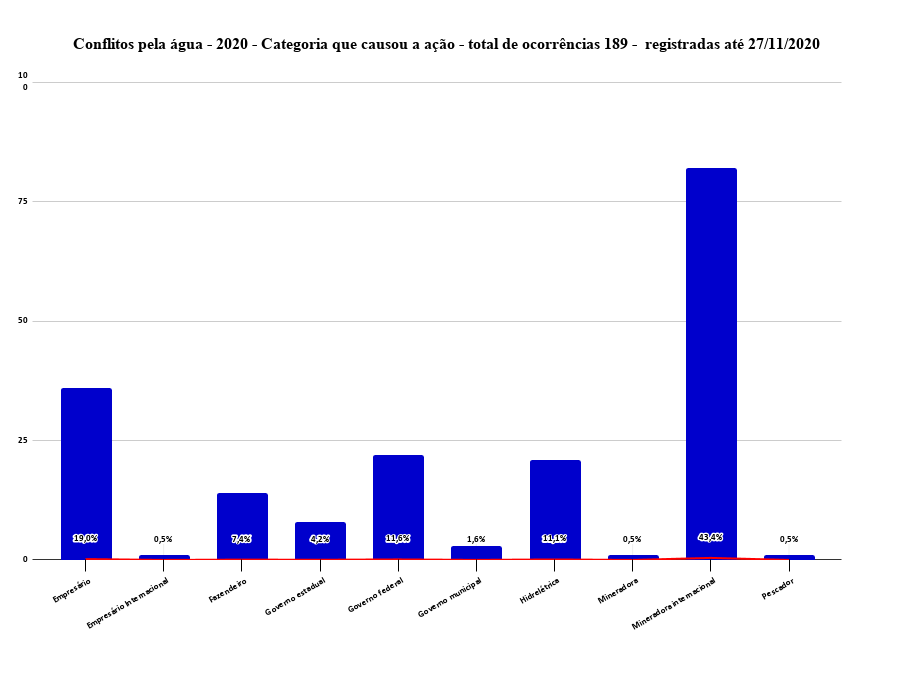 Conflitos pela água - 2020 - Categoria que causou a ação - total de ocorrências 189 - registradas até 27/11/2020
10
0
75
50
25
0
19,0%
0,5%
7,4%
4,2%
11,6%
1,6%
11,1%
0,5%
43,4%
0,5%
Empresário
Empresário Internacional
Fazendeiro
Governo estadual
Governo federal
Governo municipal
Hidrelétrica
Mineradora
Mineradora internacional
Pescador